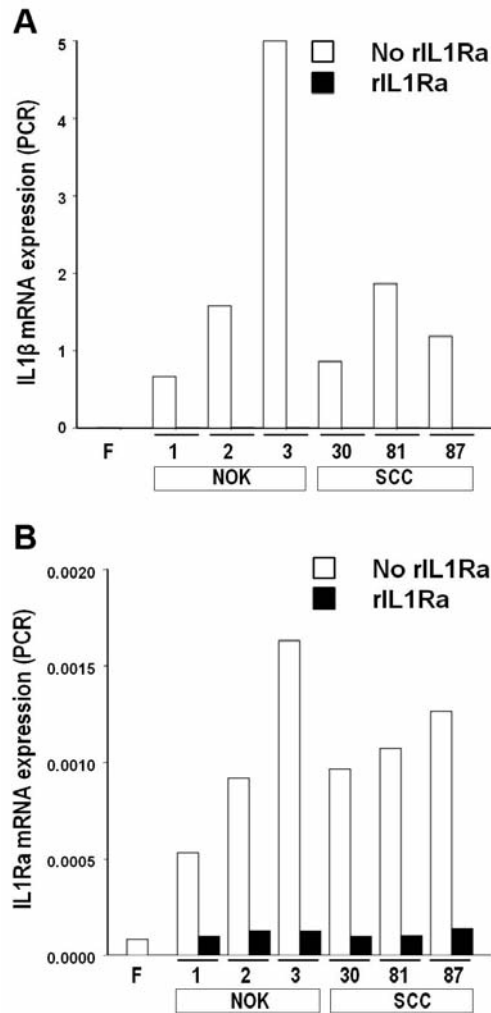 A
IL1β mRNA expression (PCR)
5
4
3
2
1
0
No rIL1Ra
rIL1Ra
F 1 2 3 30 81 87
NOK SCC
B
IL1Ra mRNA expression (PCR)
0.0020
0.0015
0.0010
0.0005
0.0000
No rIL1Ra
rIL1Ra
F 1 2 3 30 81 87
NOK SCC